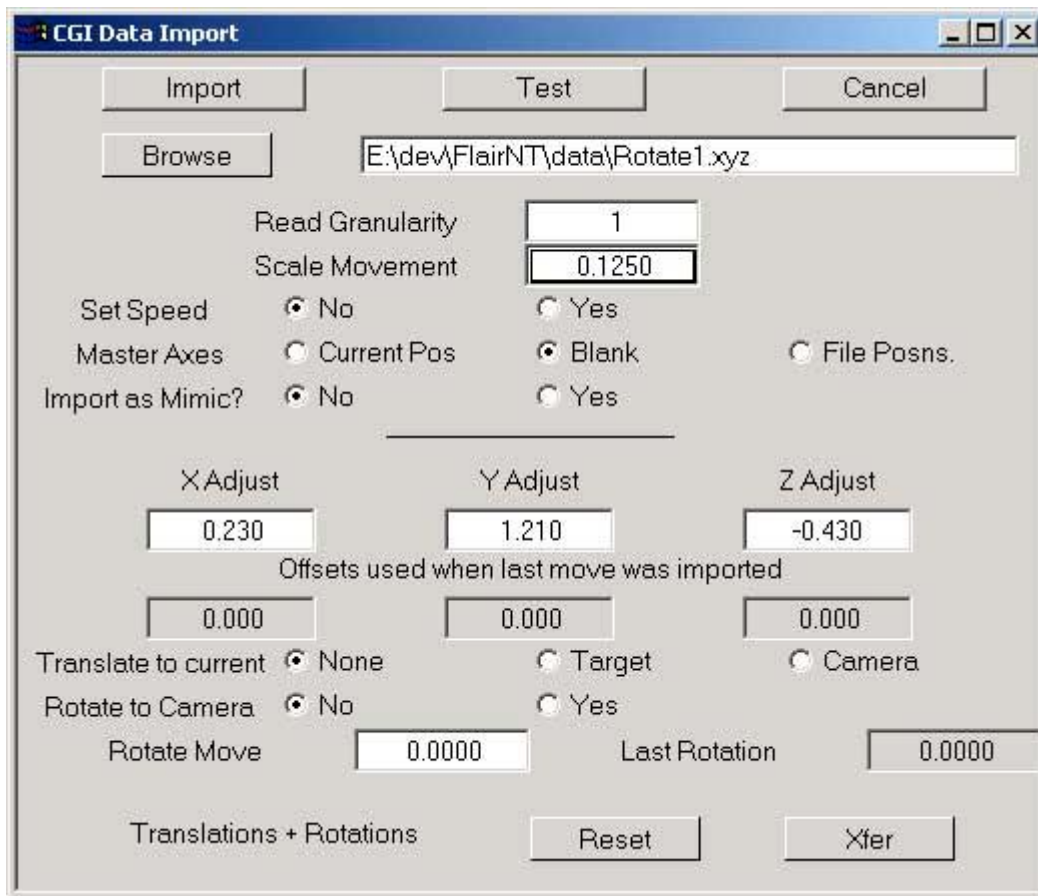 CGI Data Import
Import Test Cancel
Browse E:\dev\FlairNT\data\Rotate1.xyz
Read Granularity 1
Scale Movement 0.1250
Set Speed No Yes
Master Axes Current Pos Blank File Posns.
Import as Mimic? No Yes
X Adjust Y Adjust Z Adjust
0.230 1.210 -0.430
Offsets used when last move was imported
0.000 0.000 0.000
Translate to current None Target Camera
Rotate to Camera No Yes
Rotate Move 0.0000 Last Rotation 0.0000
Translations + Rotations Reset Xfer